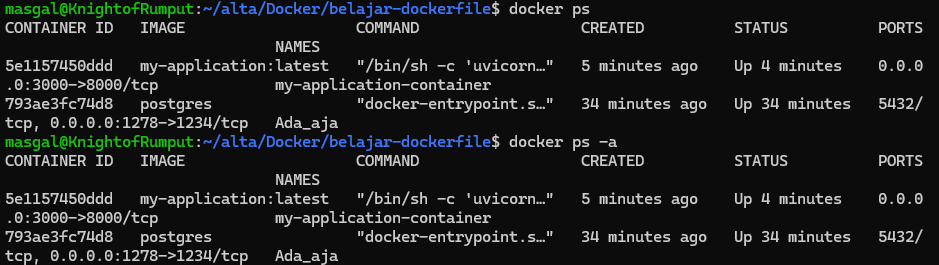 masgal@KnightofRumput:~/alta/Docker/belajar-dockerfile$ docker ps
CONTAINER ID   IMAGE                   COMMAND                  CREATED          STATUS          PORTS
                           NAMES
5e1157450ddd   my-application:latest   "/bin/sh -c 'uvicorn…"   5 minutes ago    Up 4 minutes    0.0.0
.0:3000->8000/tcp          my-application-container
793ae3fc74d8   postgres                "docker-entrypoint.s…"   34 minutes ago   Up 34 minutes   5432/
tcp, 0.0.0.0:1278->1234/tcp   Ada_aja
masgal@KnightofRumput:~/alta/Docker/belajar-dockerfile$ docker ps -a
CONTAINER ID   IMAGE                   COMMAND                  CREATED          STATUS          PORTS
                           NAMES
5e1157450ddd   my-application:latest   "/bin/sh -c 'uvicorn…"   5 minutes ago    Up 4 minutes    0.0.0
.0:3000->8000/tcp          my-application-container
793ae3fc74d8   postgres                "docker-entrypoint.s…"   34 minutes ago   Up 34 minutes   5432/
tcp, 0.0.0.0:1278->1234/tcp   Ada_aja